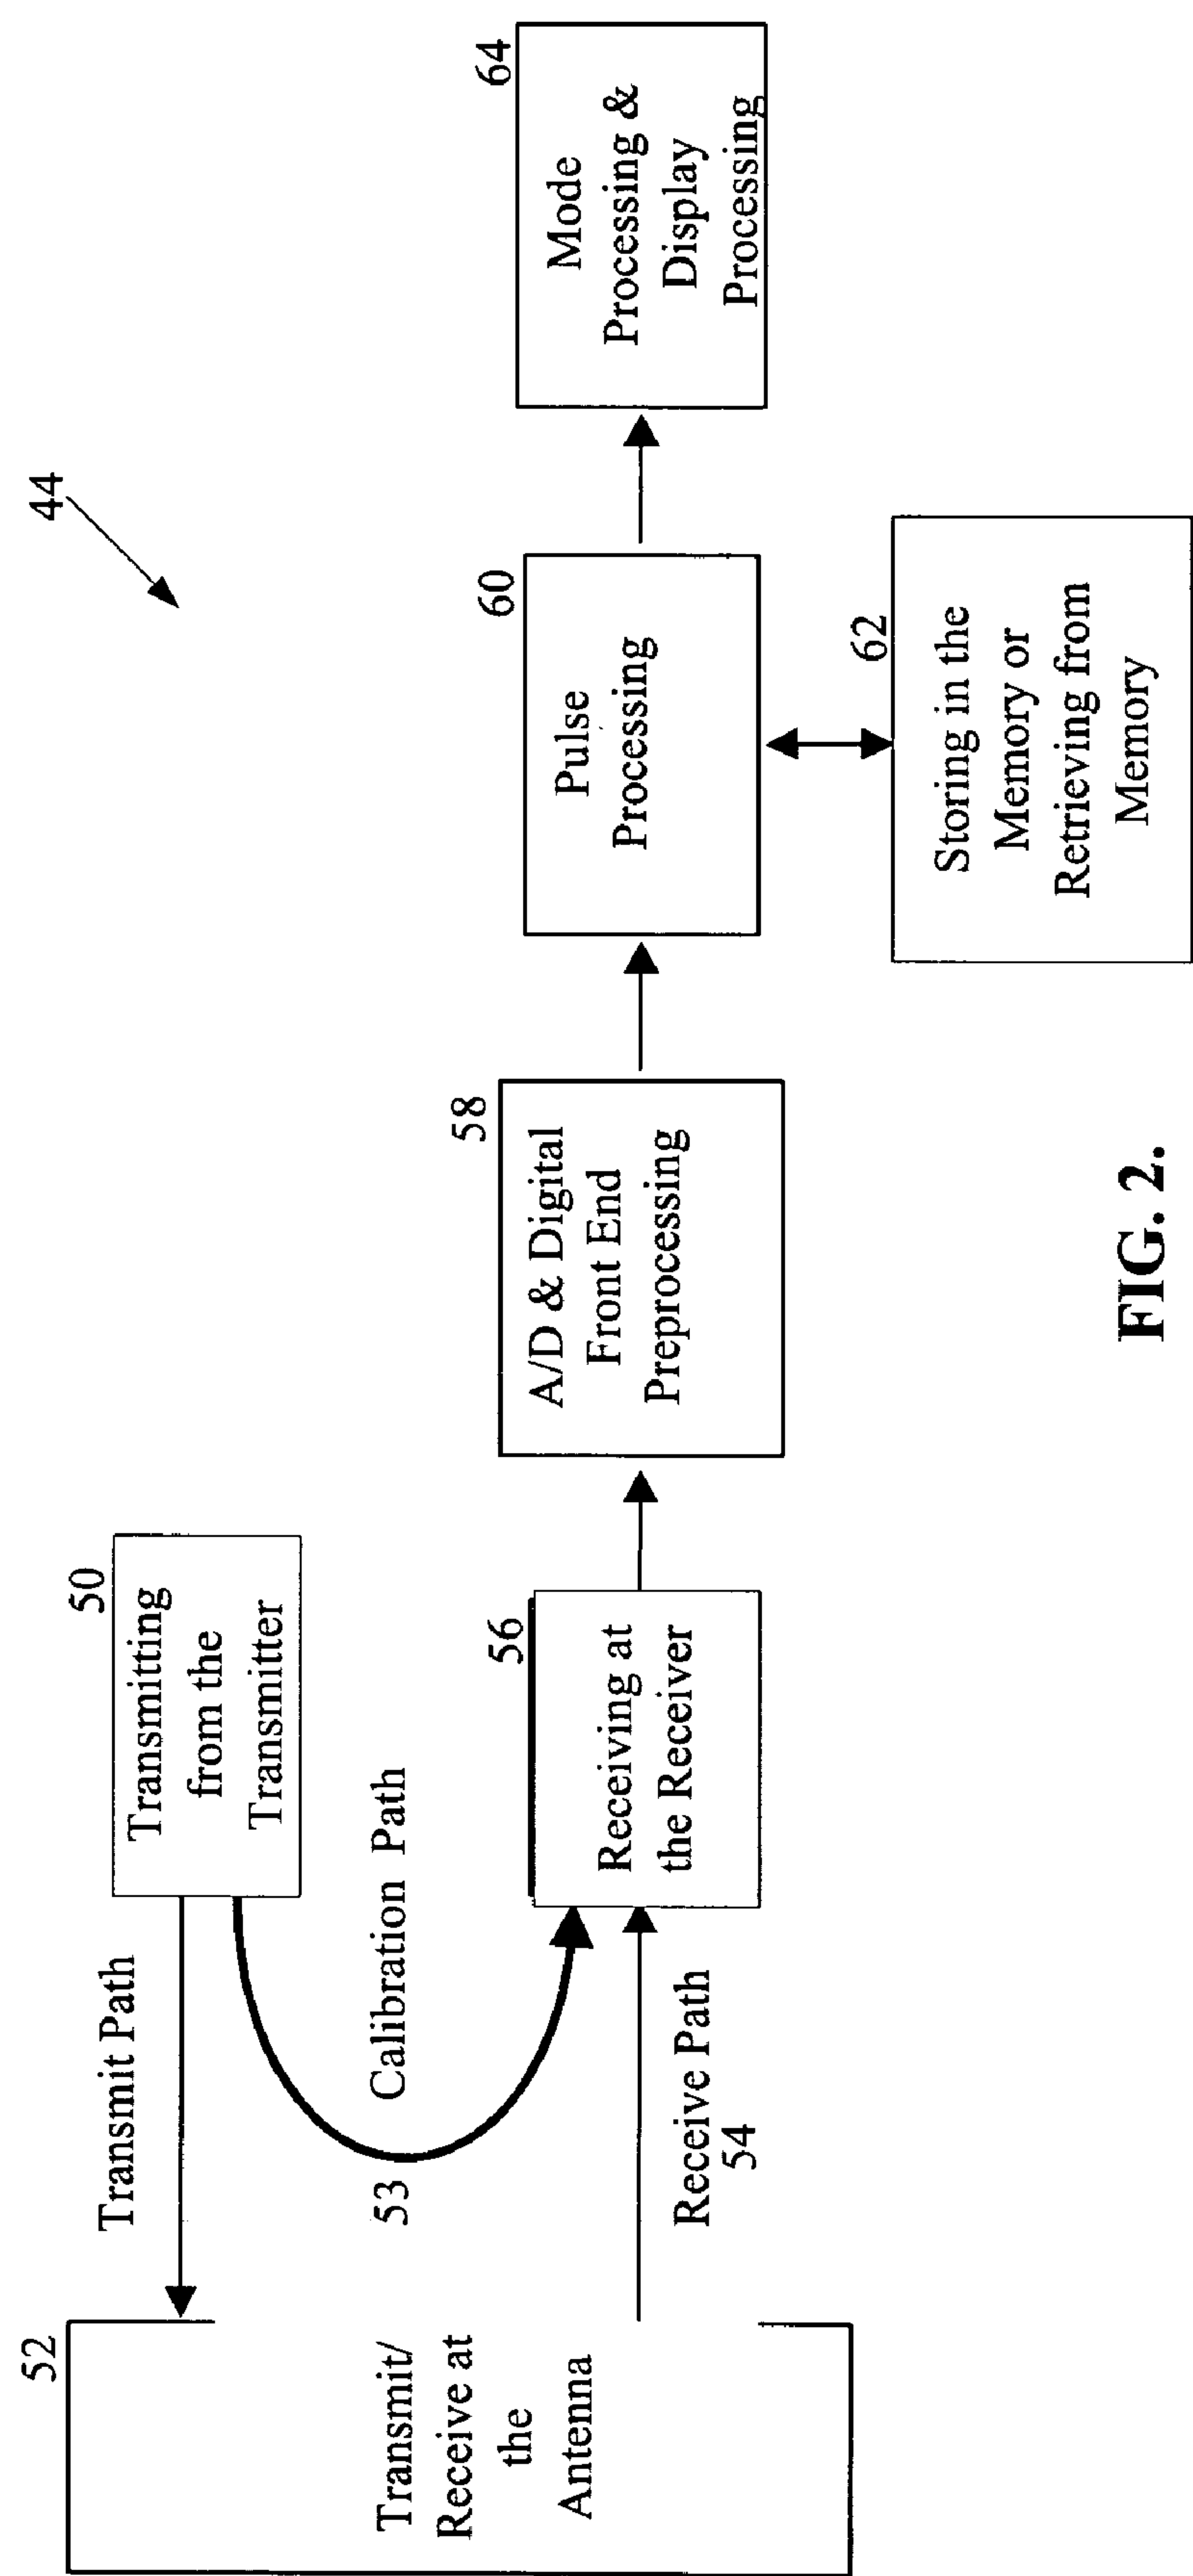 44
52
Transmit/
Receive at
the
Antenna
Transmit Path
50
Transmitting
from the
Transmitter
53
Calibration Path
Receive Path
54
56
Receiving at
the Receiver
58
A/D & Digital
Front End
Preprocessing
60
Pulse
Processing
62
Storing in the
Memory or
Retrieving from
Memory
64
Mode
Processing &
Display
Processing
FIG. 2.